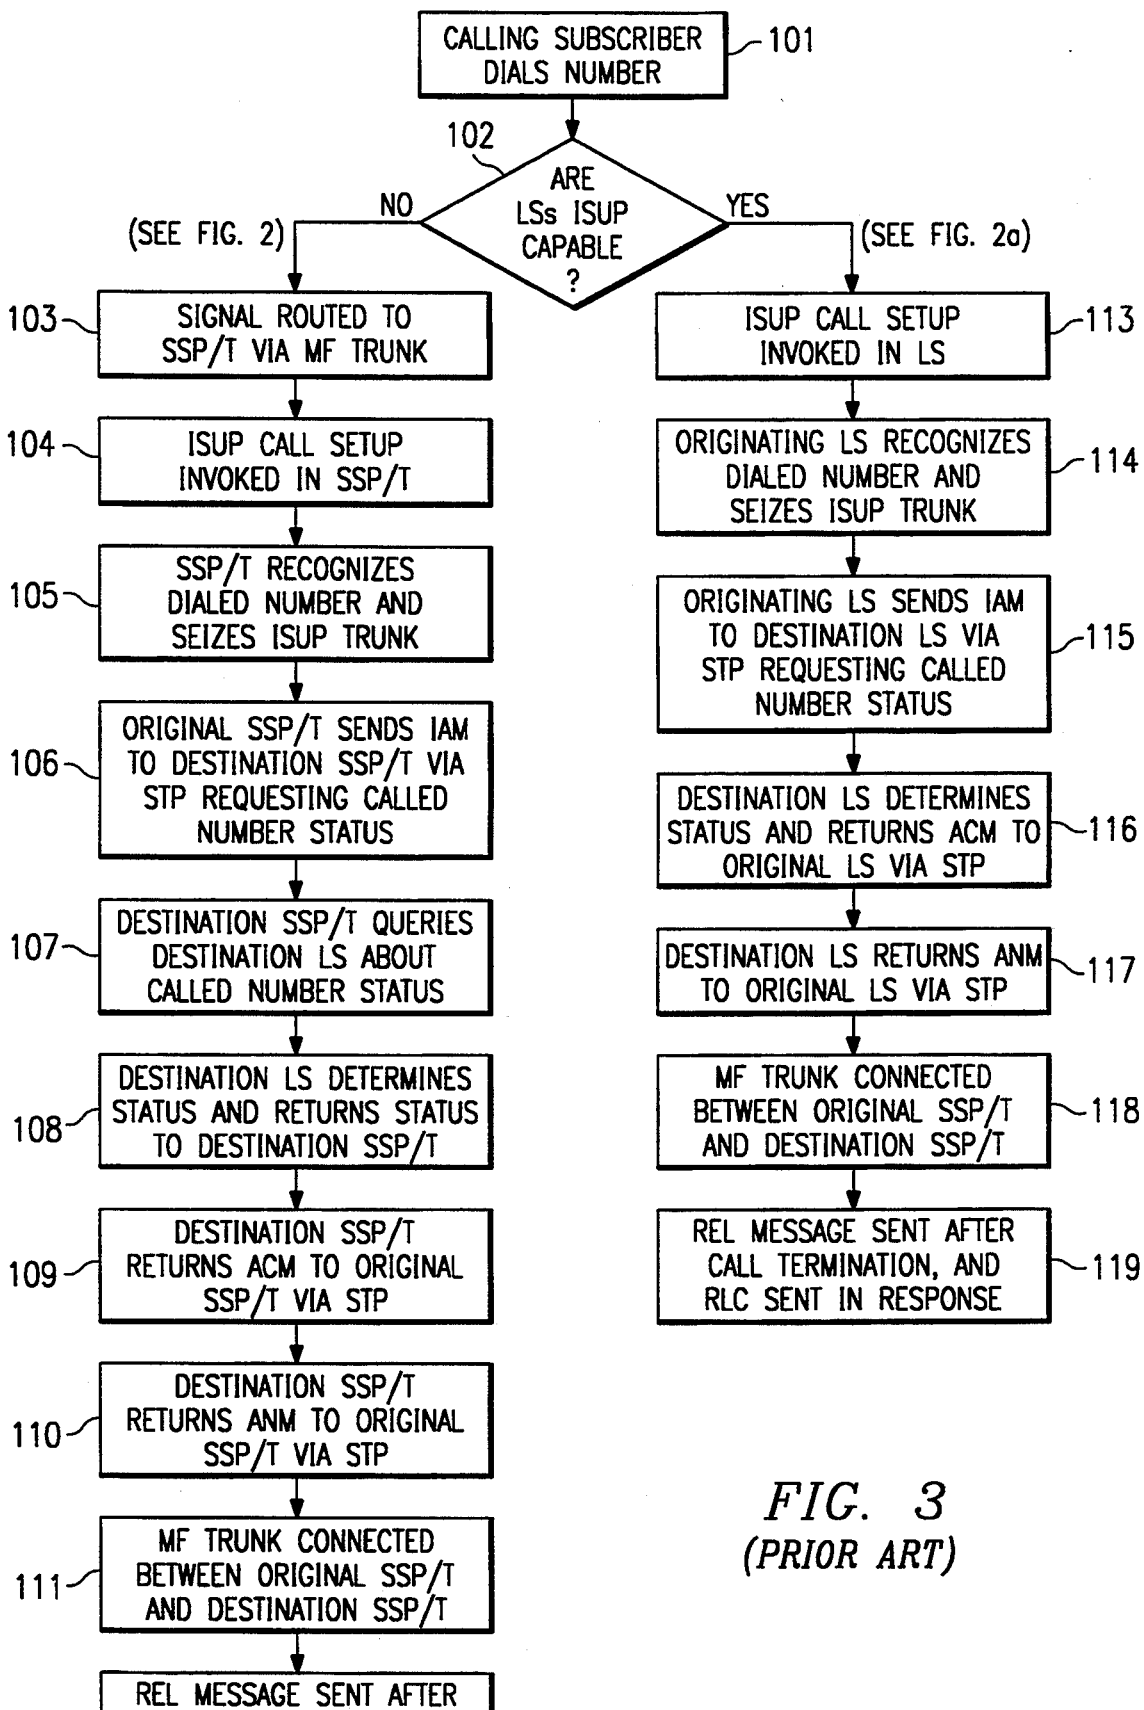 CALLING SUBSCRIBER
DIALS NUMBER
101
102
ARE
LSs ISUP
CAPABLE
?
NO
YES
(SEE FIG. 2)
(SEE FIG. 2a)
103
SIGNAL ROUTED TO
SSP/T VIA MF TRUNK
104
ISUP CALL SETUP
INVOKED IN SSP/T
105
SSP/T RECOGNIZES
DIALED NUMBER AND
SEIZES ISUP TRUNK
106
ORIGINAL SSP/T SENDS IAM
TO DESTINATION SSP/T VIA
STP REQUESTING CALLED
NUMBER STATUS
107
DESTINATION SSP/T QUERIES
DESTINATION LS ABOUT
CALLED NUMBER STATUS
108
DESTINATION LS DETERMINES
STATUS AND RETURNS STATUS
TO DESTINATION SSP/T
109
DESTINATION SSP/T
RETURNS ACM TO ORIGINAL
SSP/T VIA STP
110
DESTINATION SSP/T
RETURNS ANM TO ORIGINAL
SSP/T VIA STP
111
MF TRUNK CONNECTED
BETWEEN ORIGINAL SSP/T
AND DESTINATION SSP/T
REL MESSAGE SENT AFTER
ISUP CALL SETUP
INVOKED IN LS
113
ORIGINATING LS RECOGNIZES
DIALED NUMBER AND
SEIZES ISUP TRUNK
114
ORIGINATING LS SENDS IAM
TO DESTINATION LS VIA
STP REQUESTING CALLED
NUMBER STATUS
115
DESTINATION LS DETERMINES
STATUS AND RETURNS ACM TO
ORIGINAL LS VIA STP
116
DESTINATION LS RETURNS ANM
TO ORIGINAL LS VIA STP
117
MF TRUNK CONNECTED
BETWEEN ORIGINAL SSP/T
AND DESTINATION SSP/T
118
REL MESSAGE SENT AFTER
CALL TERMINATION, AND
RLC SENT IN RESPONSE
119
FIG. 3
(PRIOR ART)